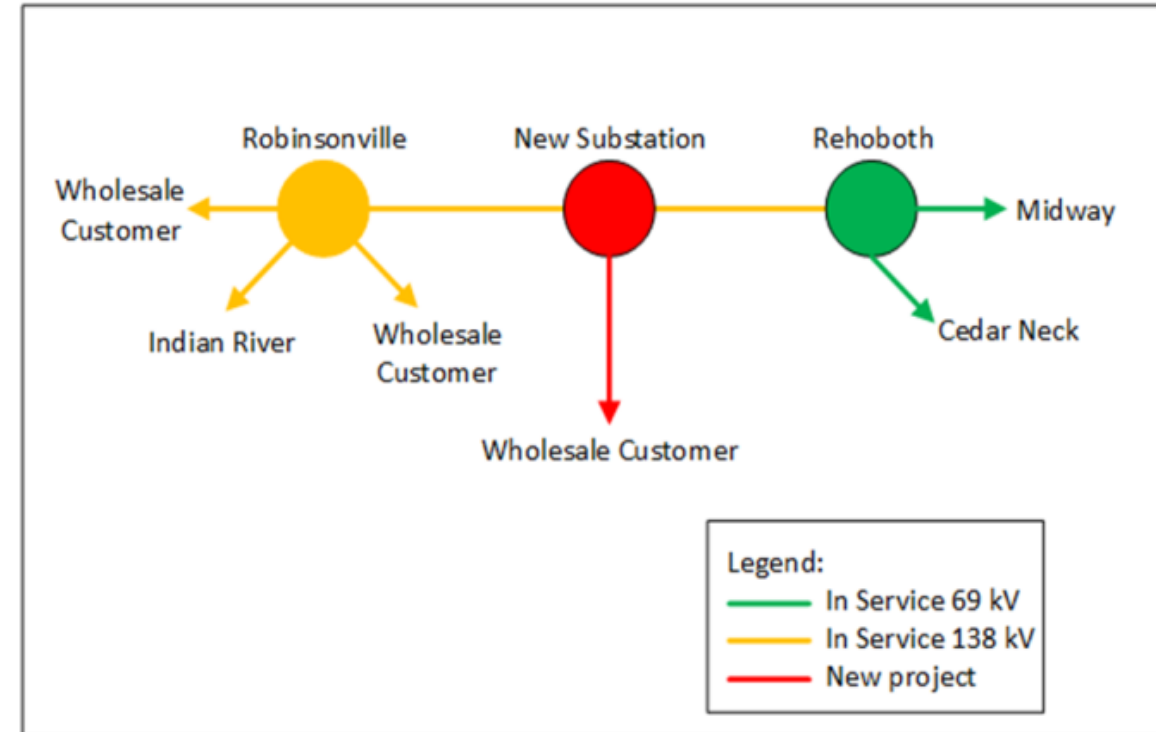 Robinsonville
New Substation
Rehoboth
Wholesale
Customer
Midway
Indian River
Wholesale
Customer
Cedar Neck
Wholesale Customer
Legend:
In Service 69 kV
In Service 138 kV
New project